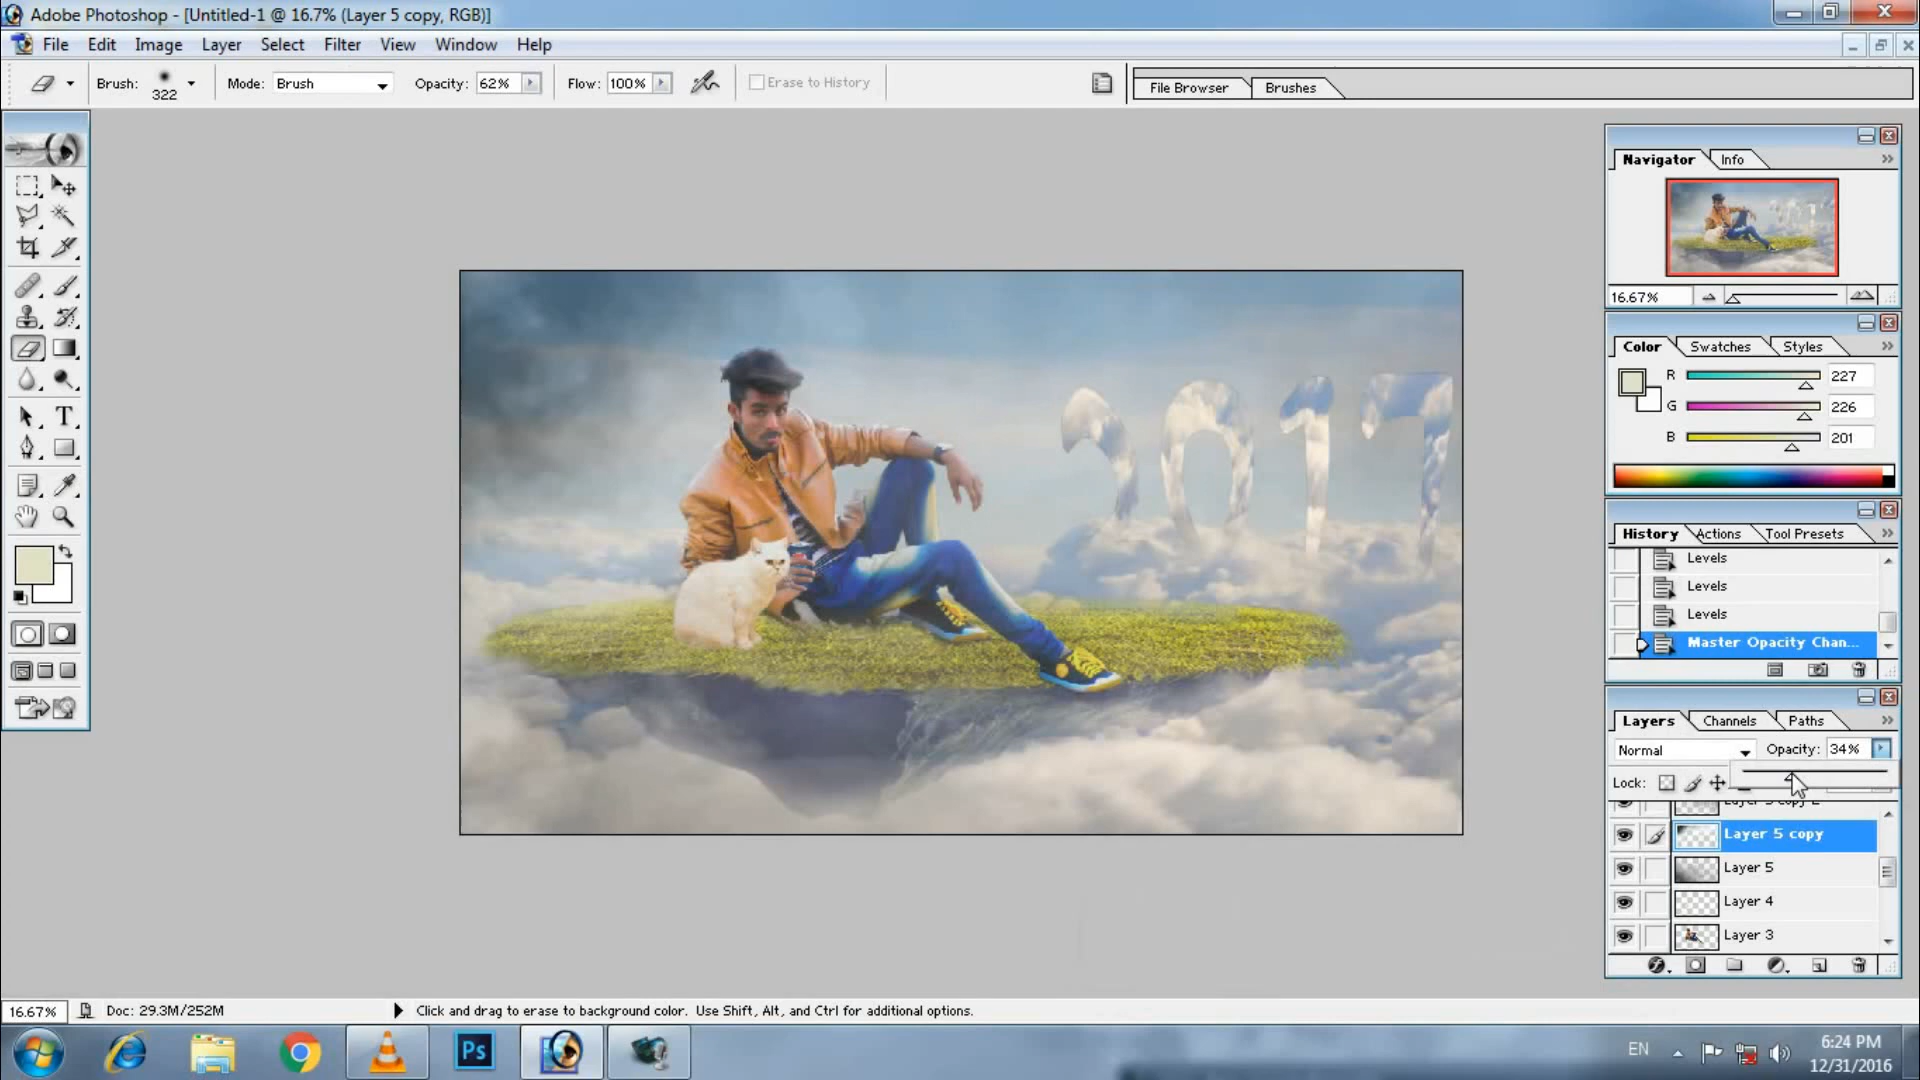 Adobe Photoshop - [Untitled-1 @ 16.7% (Layer 5 copy, RGB)]
File Edit Image Layer Select Filter View Window Help
Brush: 322 Mode: Brush Opacity: 62% Flow: 100% Erase to History File Browser Brushes
Navigator Info
16.67%
Color Swatches Styles
R 227
G 226
B 201
2017
T
History Actions Tool Presets
Levels
Levels
Levels
Master Opacity Chan...
Layers Channels Paths
Normal Opacity: 34%
Lock:
Layer 5 copy
Layer 5
Layer 4
Layer 3
16.67% Doc: 29.3M/252M Click and drag to erase to background color. Use Shift, Alt, and Ctrl for additional options.
Ps
EN
6:24 PM
12/31/2016